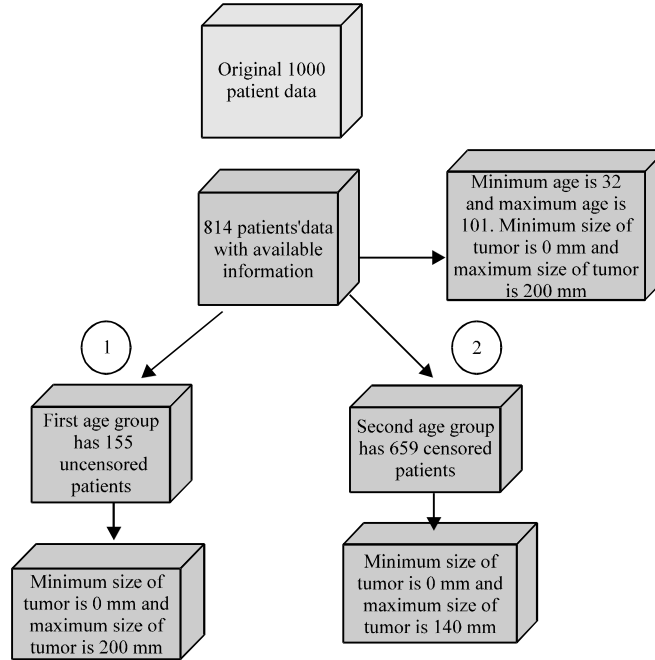 Original 1000
patient data
814 patients'data
with available
information
Minimum age is 32
and maximum age is
101. Minimum size of
tumor is 0 mm and
maximum size of tumor
is 200 mm
1
2
First age group
has 155
uncensored
patients
Second age group
has 659 censored
patients
Minimum size of
tumor is 0 mm and
maximum size of
tumor is 200 mm
Minimum size of
tumor is 0 mm and
maximum size of
tumor is 140 mm